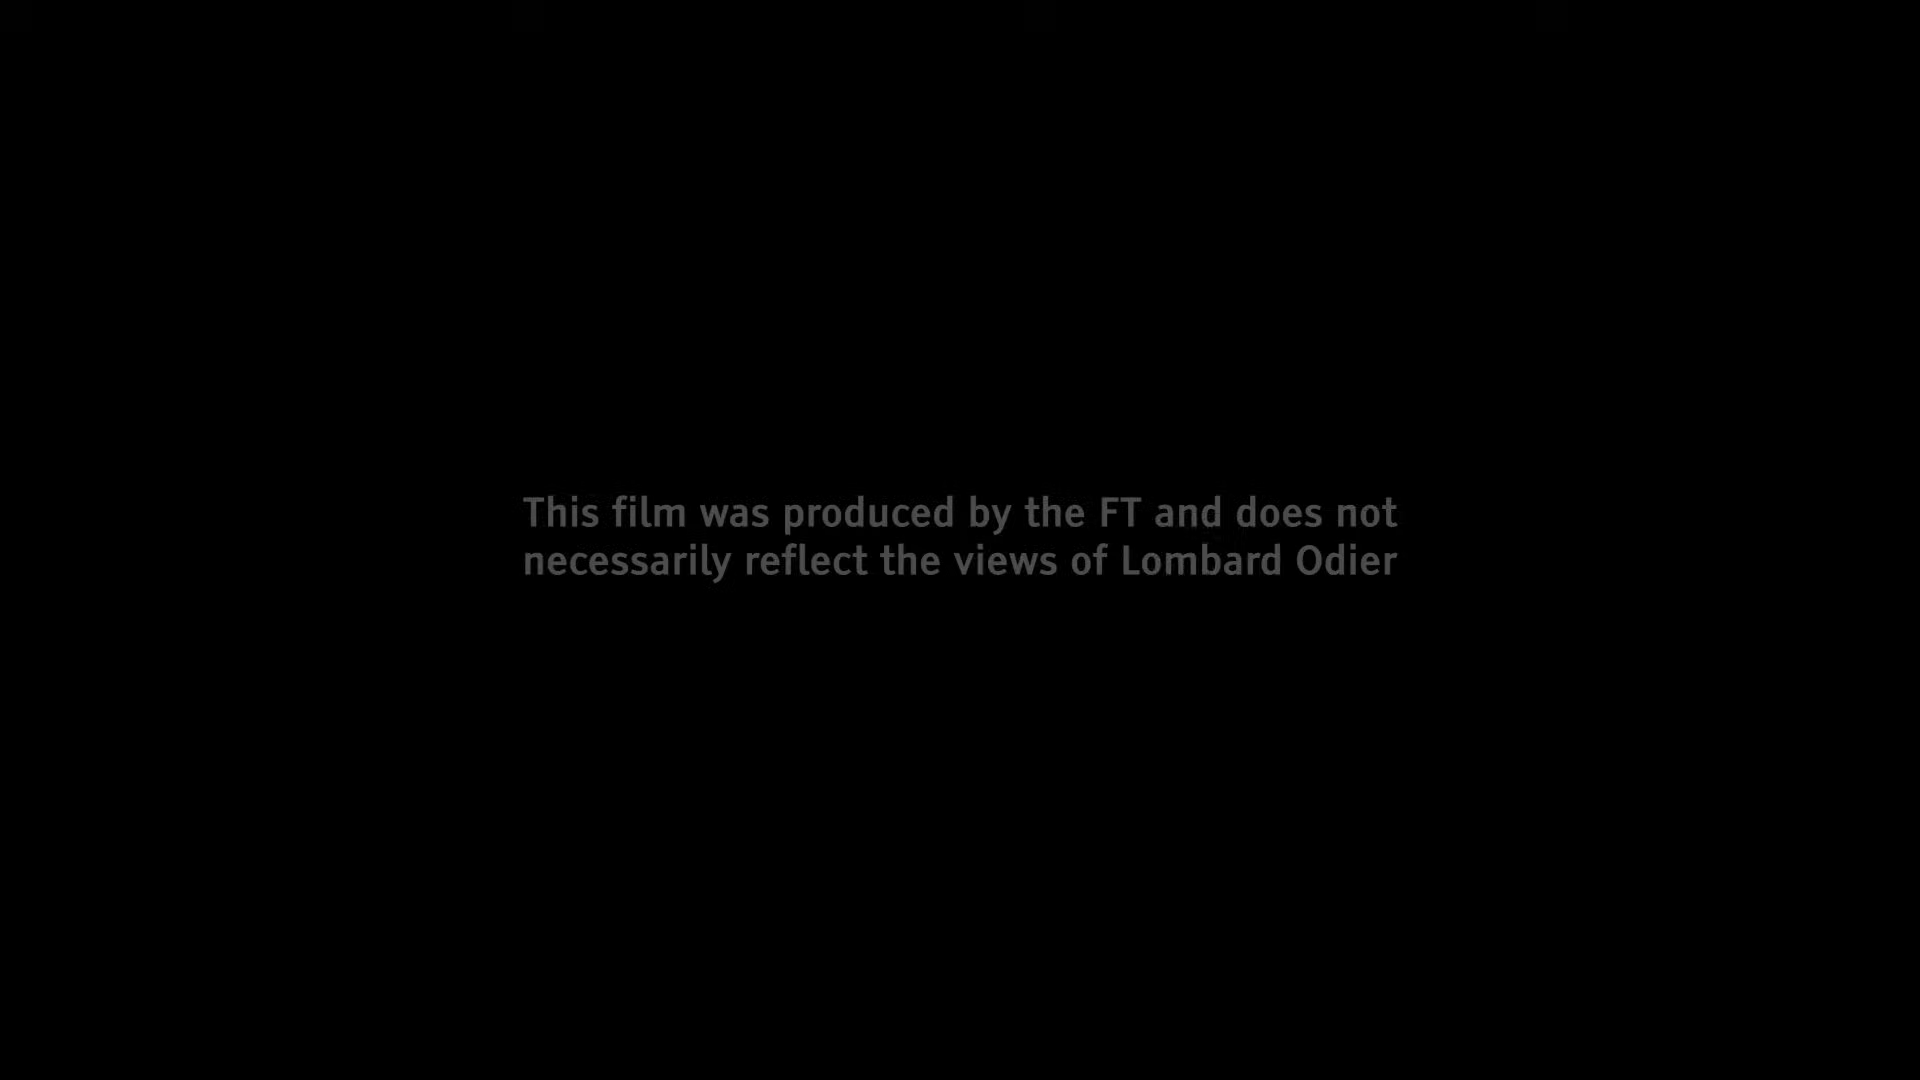 This film was produced by the FT and does not
necessarily reflect the views of Lombard Odier